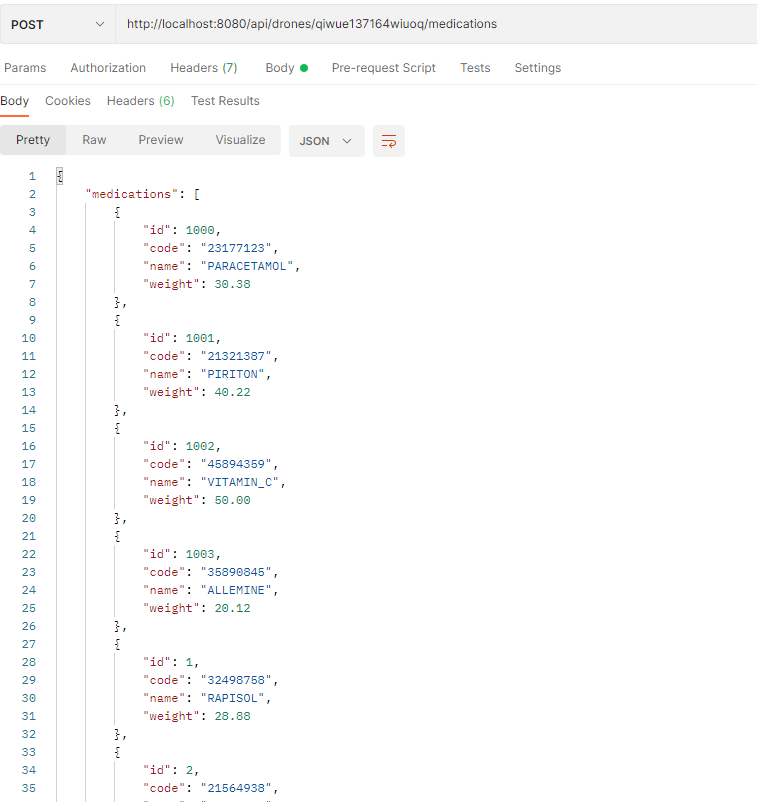 POST http://localhost:8080/api/drones/qiwue137164wiuoq/medications
Params Authorization Headers (7) Body Pre-request Script Tests Settings
Body Cookies Headers (6) Test Results
Pretty Raw Preview Visualize JSON
1 {
2 "medications": [
3 {
4 "id": 1000,
5 "code": "23177123",
6 "name": "PARACETAMOL",
7 "weight": 30.38
8 },
9 {
10 "id": 1001,
11 "code": "21321387",
12 "name": "PIRITON",
13 "weight": 40.22
14 },
15 {
16 "id": 1002,
17 "code": "45894359",
18 "name": "VITAMIN_C",
19 "weight": 50.00
20 },
21 {
22 "id": 1003,
23 "code": "35890845",
24 "name": "ALLEMINE",
25 "weight": 20.12
26 },
27 {
28 "id": 1,
29 "code": "32498758",
30 "name": "RAPISOL",
31 "weight": 28.88
32 },
33 {
34 "id": 2,
35 "code": "21564938",